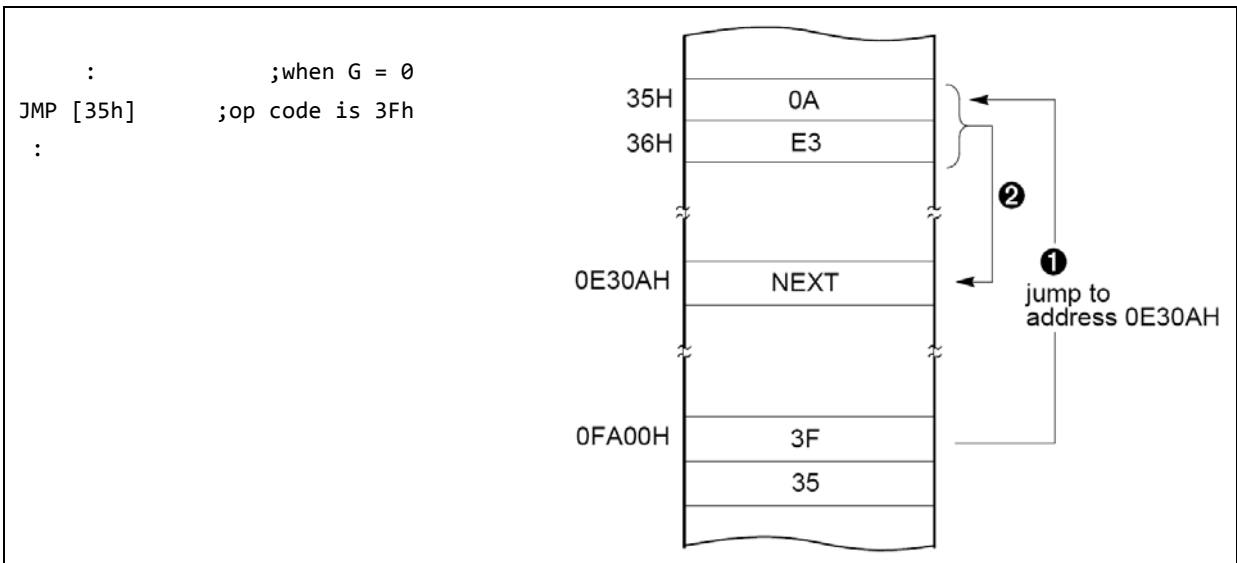 : ;when G = 0
JMP [35h] ;op code is 3Fh
:
35H 0A
36H E3
❷
0E30AH NEXT
❶
jump to
address 0E30AH
0FA00H 3F
35